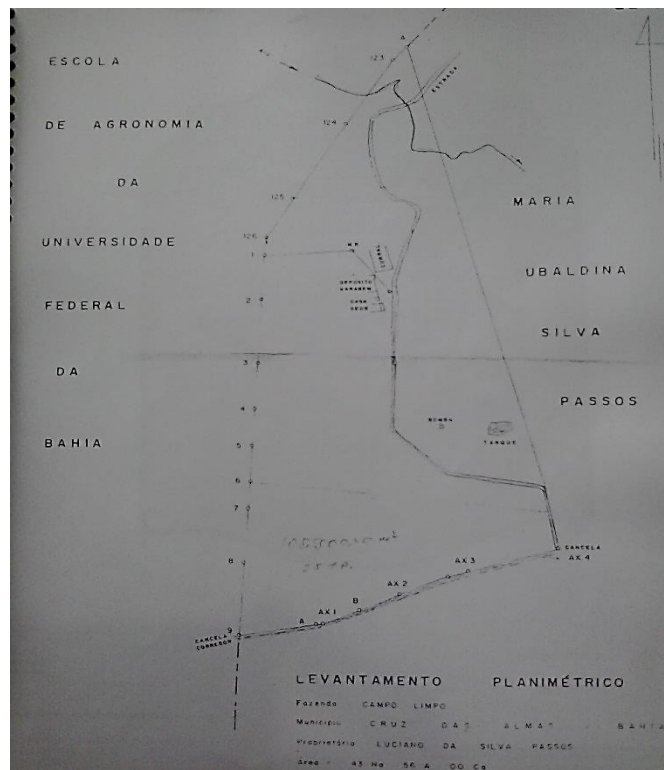 A
ESCOLA
123
ESTRADA
DE AGRONOMIA
124
DA
125
MARIA
126
UNIVERSIDADE
1
CURRAL
UBALDINA
DEPÓSITO
GARAGEM
CASA
SEDE
2
FEDERAL
SILVA
3
DA
PASSOS
4
BAHIA
5
TANQUE
6
7
8
CANCELA
AX 4
AX 3
AX 2
B
AX 1
A
9
CANCELA
CORREDOR
LEVANTAMENTO PLANIMÉTRICO
Fazenda CAMPO LIMPO
Município CRUZ DAS ALMAS BAHIA
Proprietário LUCIANO DA SILVA PASSOS
Área - 43 Ha 56 A 00 Ca